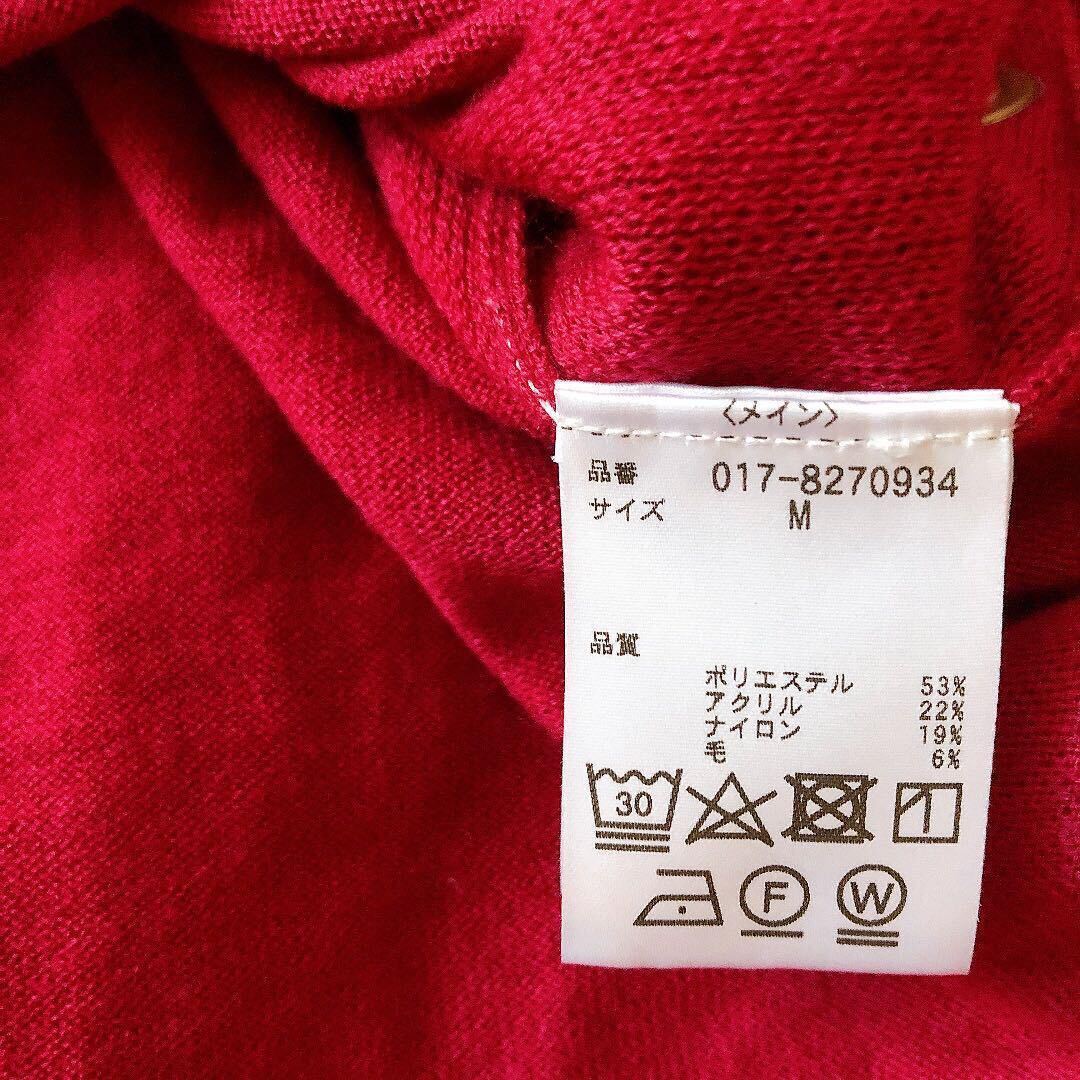 〈メイン〉
品番 017-8270934
サイズ M
品質
ポリエステル 53%
アクリル 22%
ナイロン 19%
毛 6%
30
F W